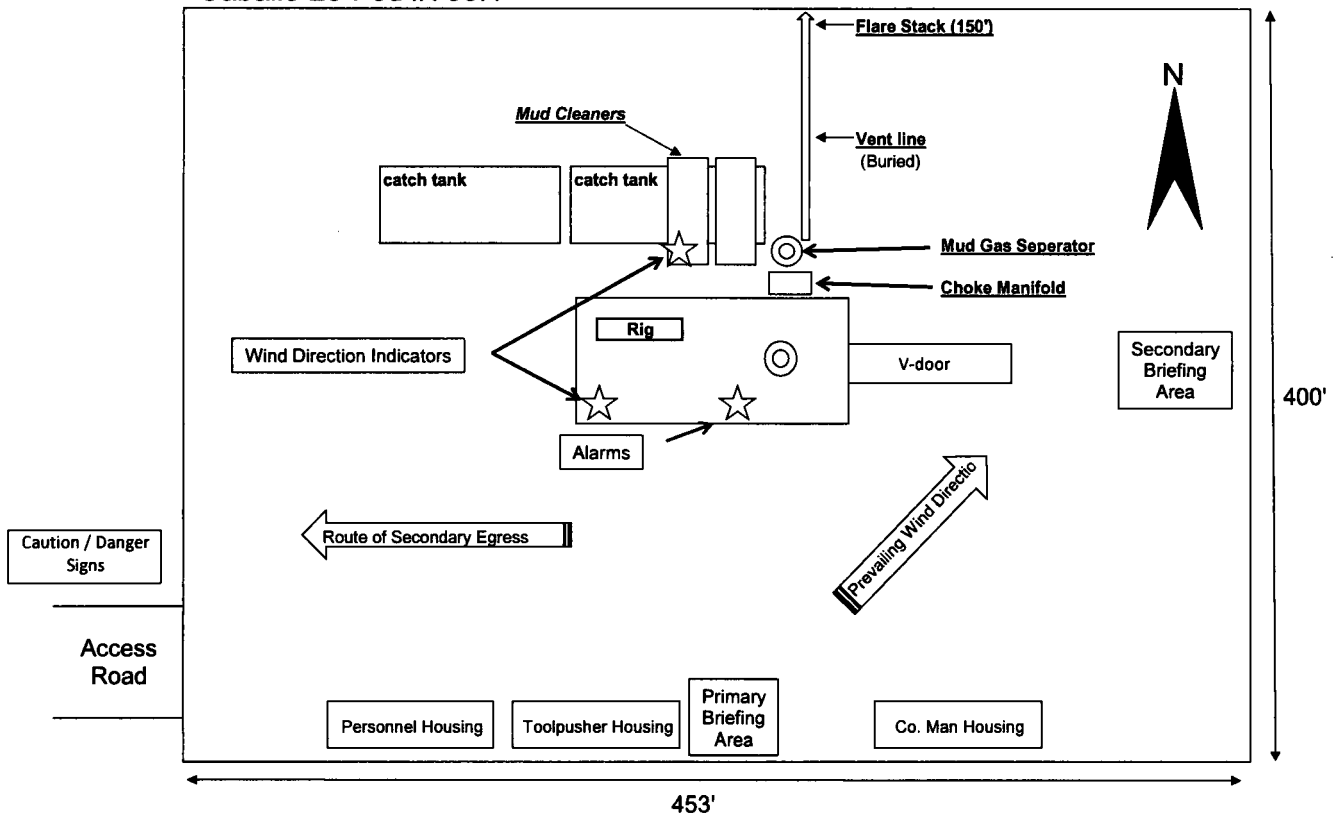 Flare Stack (150')
N
Mud Cleaners
Vent line
(Buried)
catch tank
catch tank
Mud Gas Seperator
Choke Manifold
Rig
Wind Direction Indicators
V-door
Secondary
Briefing
Area
400'
Alarms
Route of Secondary Egress
Prevailing Wind Directio
Caution / Danger
Signs
Access
Road
Personnel Housing
Toolpusher Housing
Primary
Briefing
Area
Co. Man Housing
453'